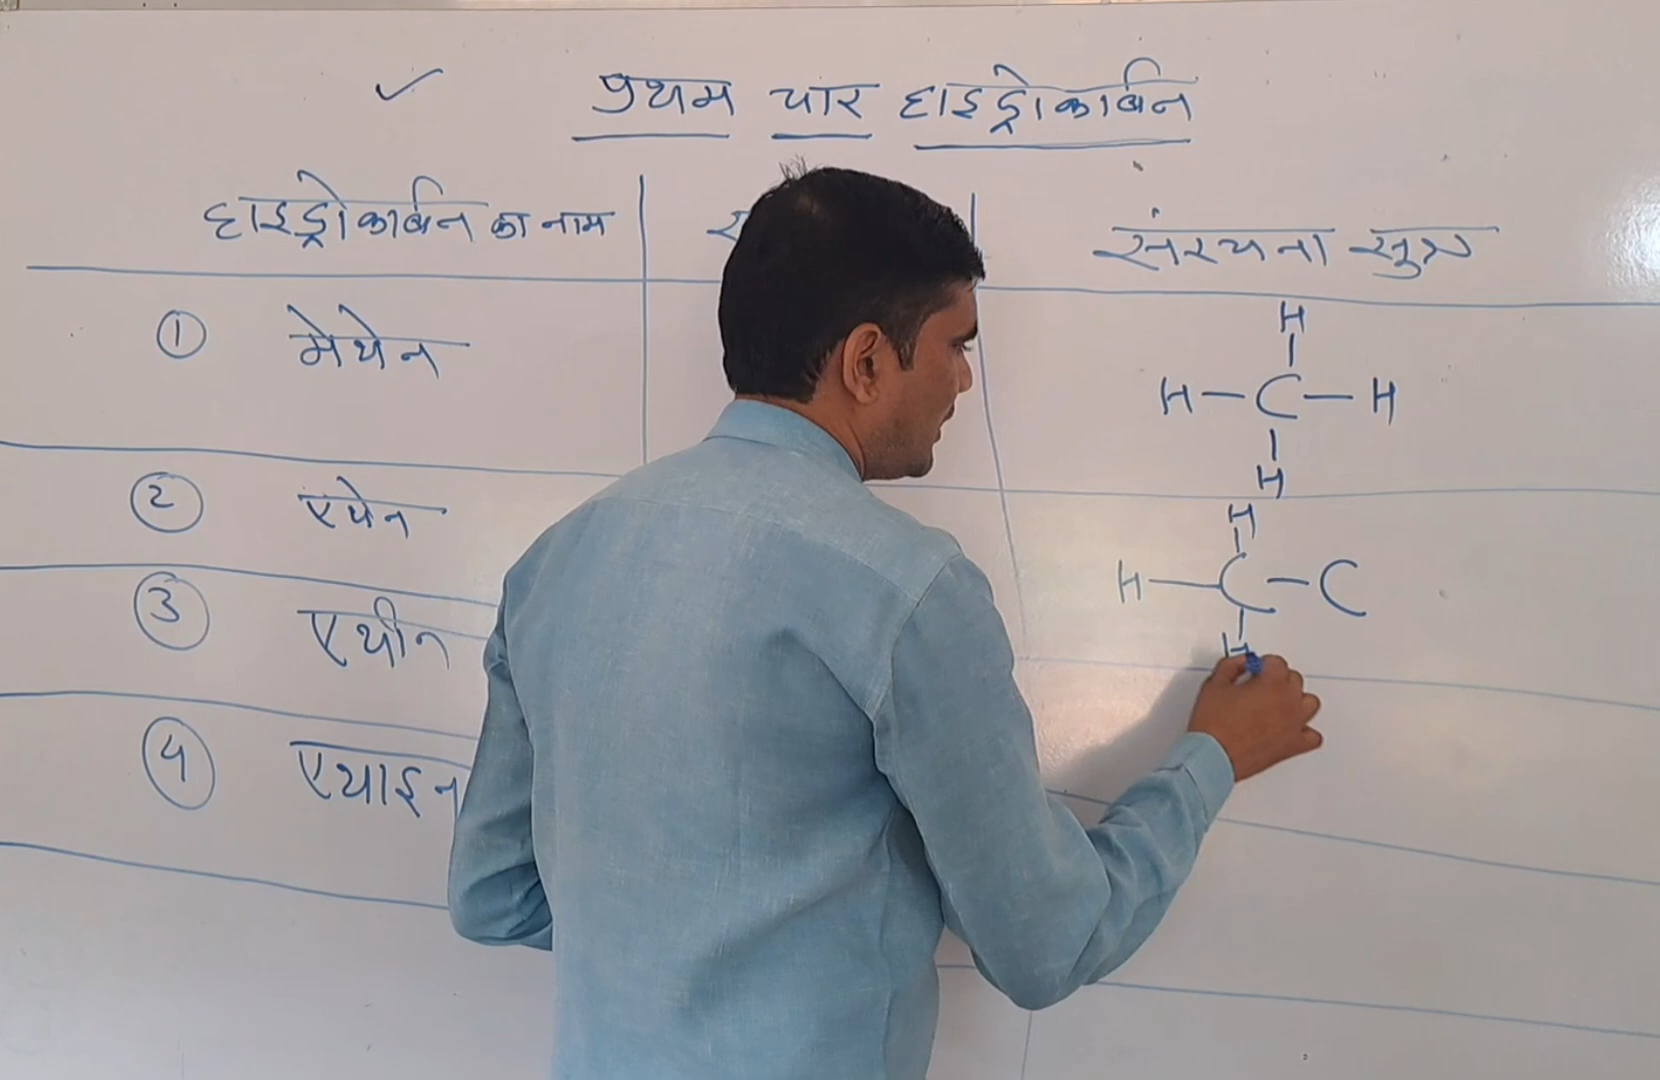 प्रथम चार हाइड्रोकार्बन
हाइड्रोकार्बन का नाम
संरचना सुत्र
① मेथेन
H
H-C-H
H
② एथेन
H
H-C-C
H
③ एथीन
④ एथाइन